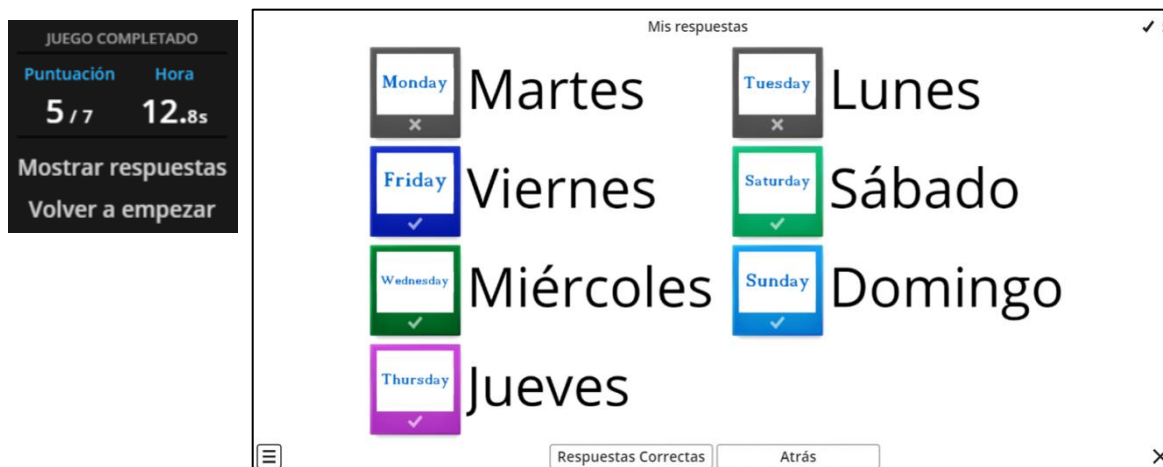 JUEGO COMPLETADO
Puntuación Hora
5 / 7 12.8s
Mostrar respuestas
Volver a empezar
Mis respuestas
Monday Martes Tuesday Lunes
Friday Viernes Saturday Sábado
Wednesday Miércoles Sunday Domingo
Thursday Jueves
Respuestas Correctas Atrás